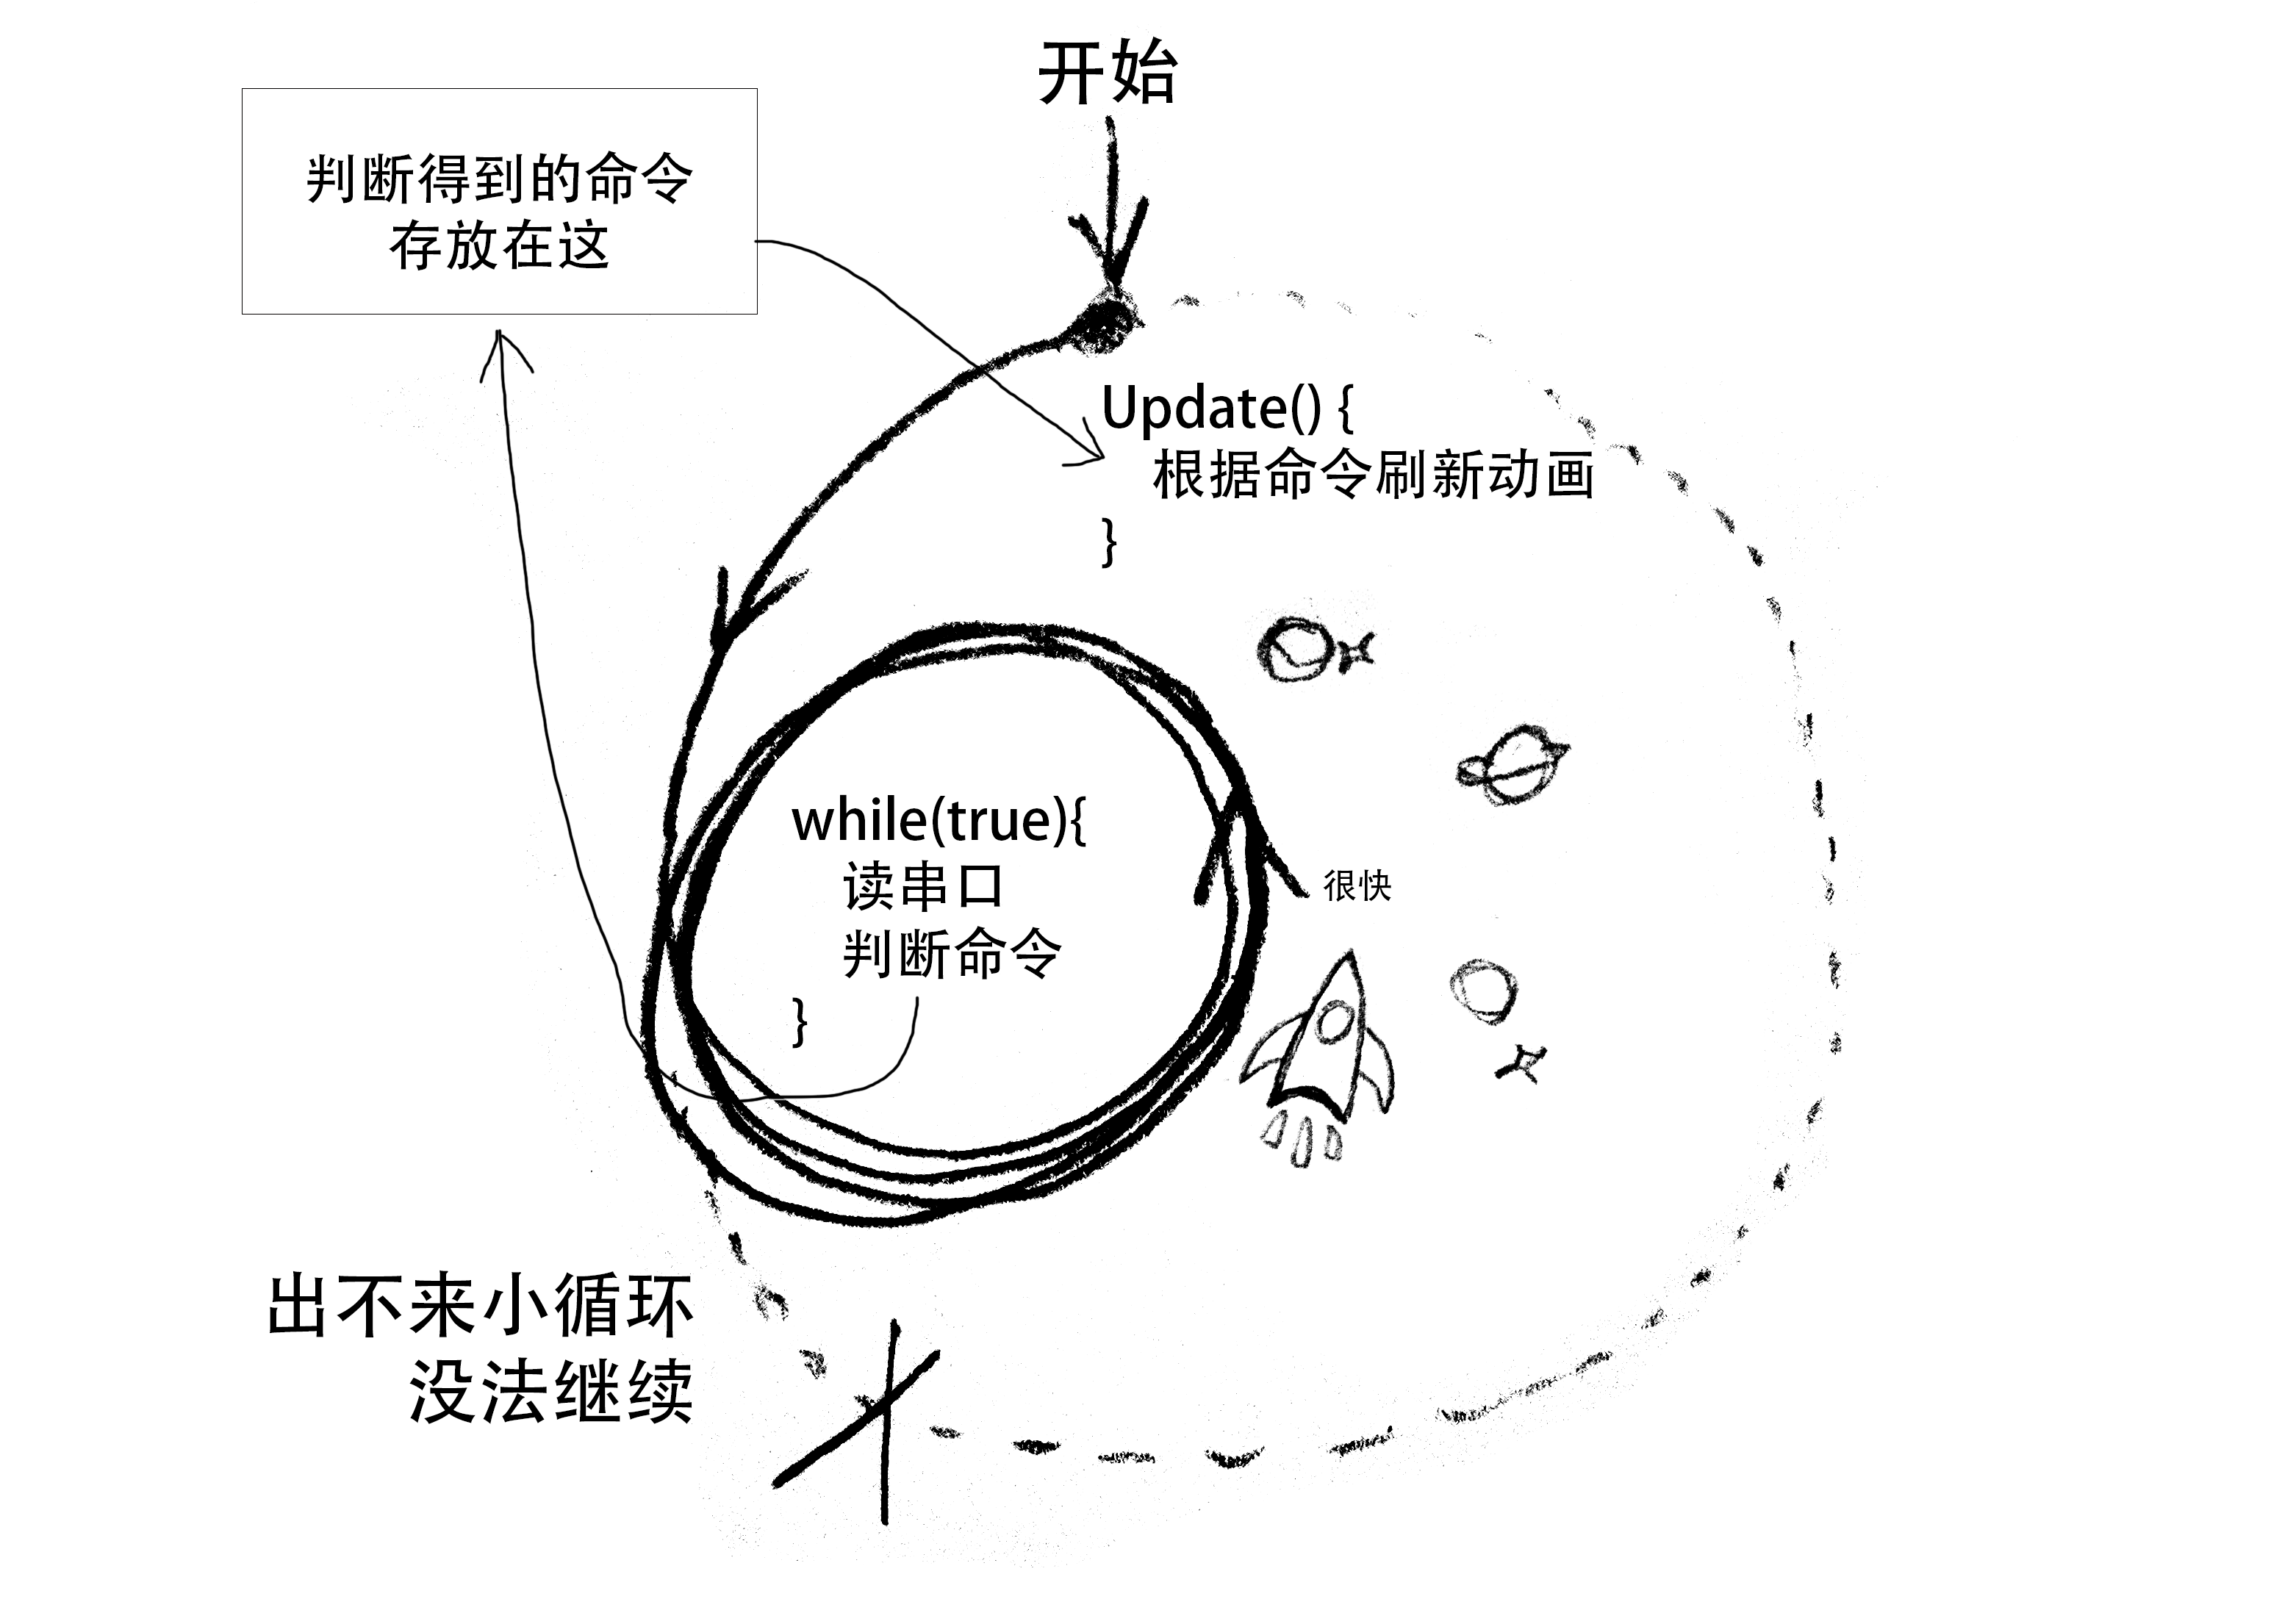 开始
判断得到的命令
存放在这
Update() {
根据命令刷新动画
}
while(true){
读串口
判断命令
}
很快
出不来小循环
没法继续